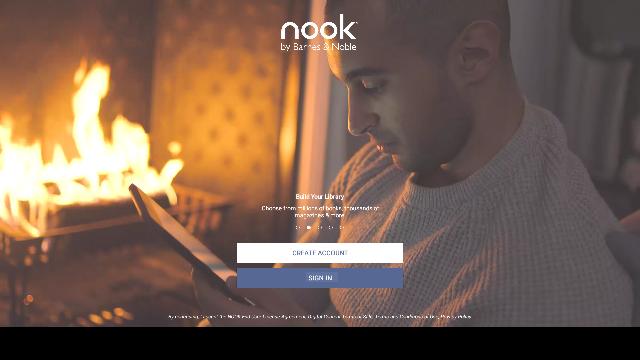 nook
by Barnes & Noble
Build Your Library
Choose from millions of books, thousands of
magazines & more
CREATE ACCOUNT
SIGN IN